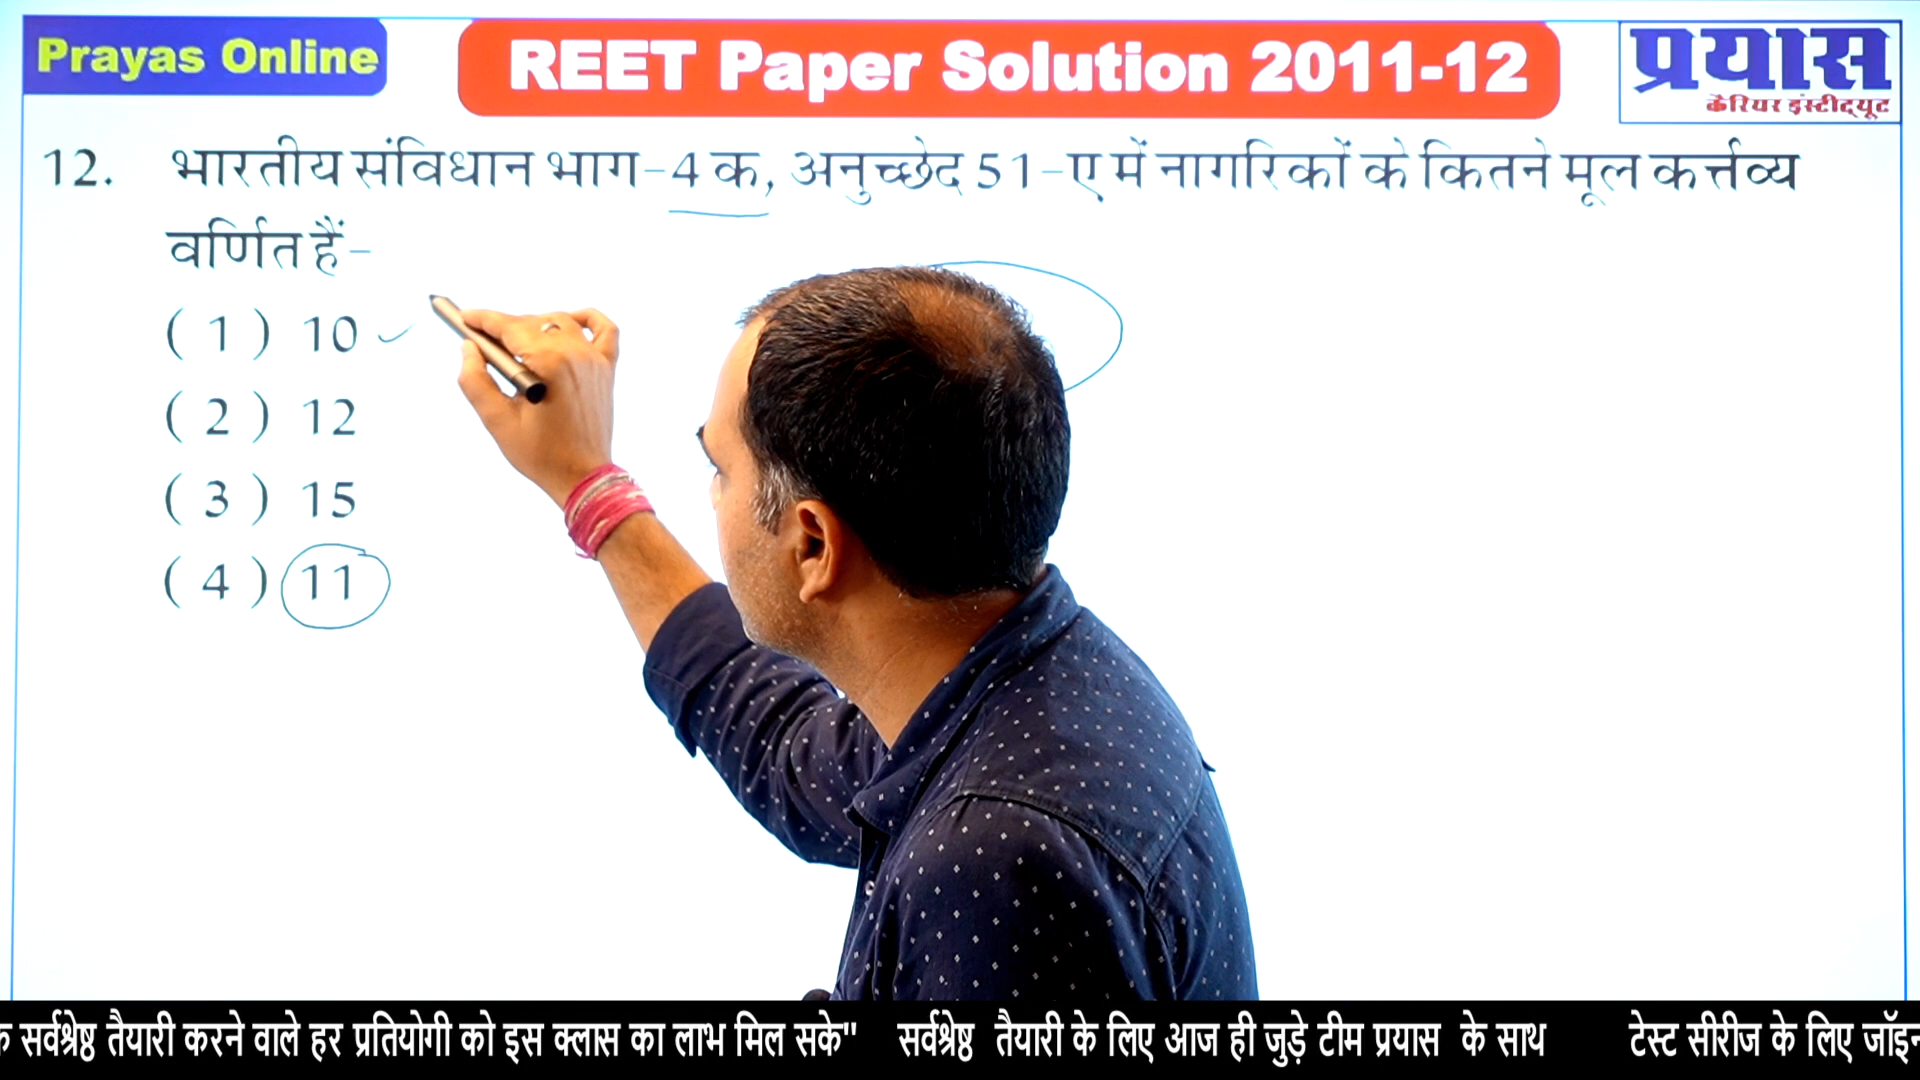 Prayas Online
REET Paper Solution 2011-12
प्रयास
कैरियर इंस्टीट्यूट
12. भारतीय संविधान भाग-4 क, अनुच्छेद 51-ए में नागरिकों के कितने मूल कर्त्तव्य
वर्णित हैं-
(1) 10
(2) 12
(3) 15
(4) 11
सर्वश्रेष्ठ तैयारी करने वाले हर प्रतियोगी को इस क्लास का लाभ मिल सके" सर्वश्रेष्ठ तैयारी के लिए आज ही जुड़े टीम प्रयास के साथ टेस्ट सीरीज के लिए